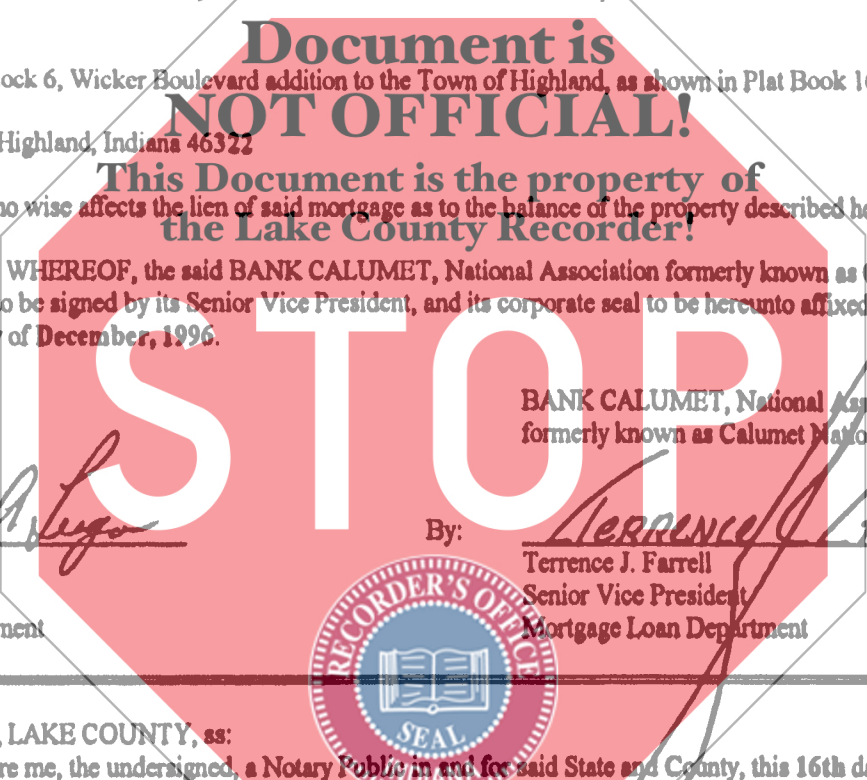 Document is
ock 6, Wicker Boulevard addition to the Town of Highland, as shown in Plat Book 1
NOT OFFICIAL!
Highland, Indiana 46322
This Document is the property of
no wise affects the lien of said mortgage as to the balance of the property described he
the Lake County Recorder!
WHEREOF, the said BANK CALUMET, National Association formerly known as
o be signed by its Senior Vice President, and its corporate seal to be hereunto affixed
of December, 1996.
STOP
BANK CALUMET, National Ass
formerly known as Calumet Natio
By: Terrence J
Terrence J. Farrell
Senior Vice President
ment Mortgage Loan Department
RECORDER'S OFFICE
SEAL
, LAKE COUNTY, ss:
re me, the undersigned, a Notary Public in and for said State and County, this 16th